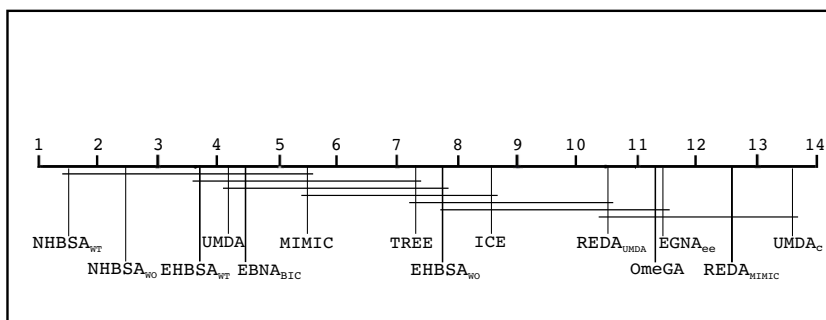 1 2 3 4 5 6 7 8 9 10 11 12 13 14
NHBSA_WT UMDA MIMIC TREE ICE REDA_UMDA EGNA_ee UMDA_c
NHBSA_WO EHBSA_WT EBNA_BIC EHBSA_WO OmeGA REDA_MIMIC